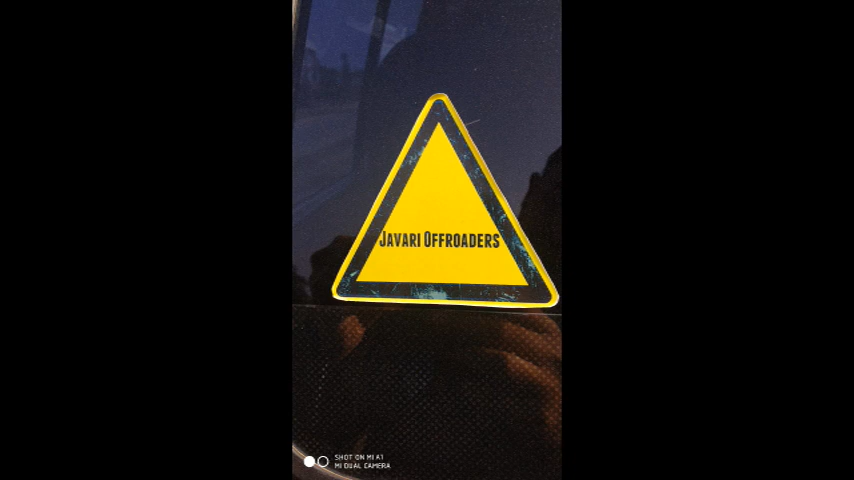 JAVARI OFFROADERS
SHOT ON MI A1
MI DUAL CAMERA